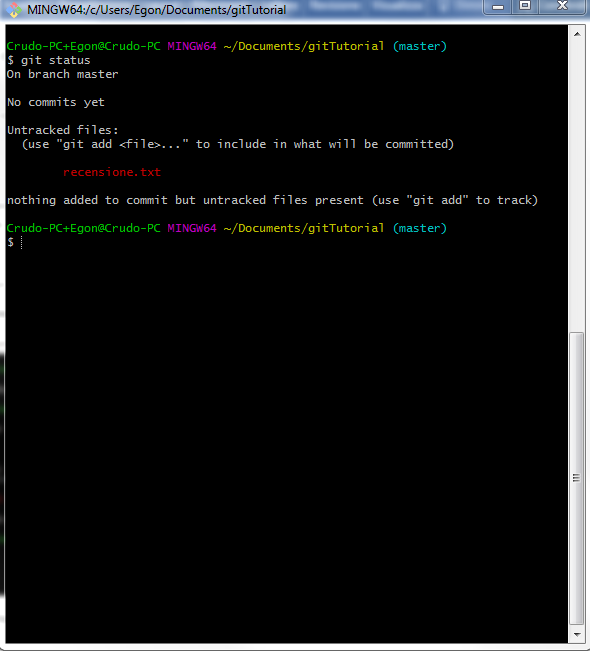 MINGW64:/c/Users/Egon/Documents/gitTutorial
Crudo-PC+Egon@Crudo-PC MINGW64 ~/Documents/gitTutorial (master)
$ git status
On branch master
No commits yet
Untracked files:
(use "git add <file>..." to include in what will be committed)
recensione.txt
nothing added to commit but untracked files present (use "git add" to track)
Crudo-PC+Egon@Crudo-PC MINGW64 ~/Documents/gitTutorial (master)
$